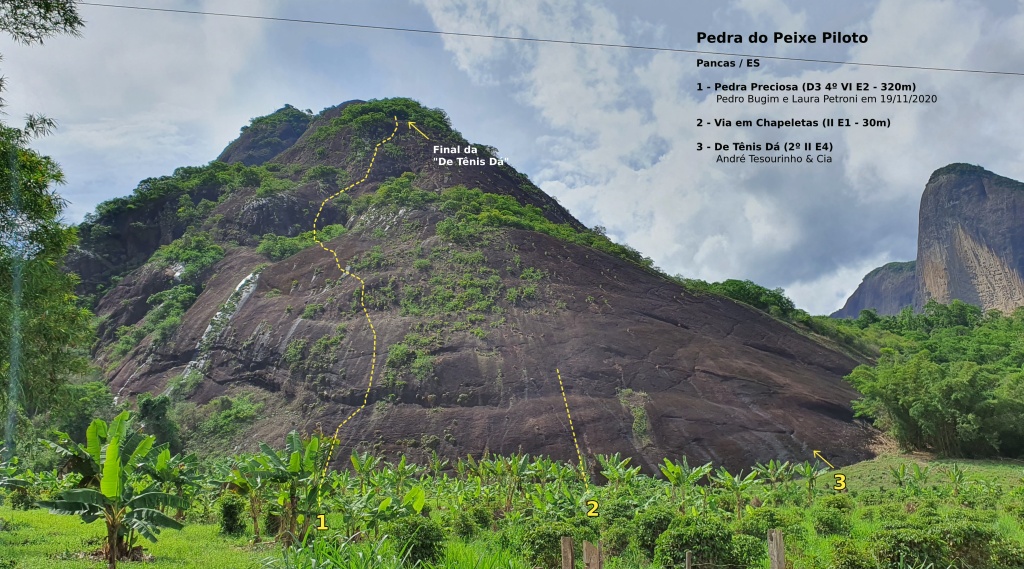 Pedra do Peixe Piloto
Pancas / ES
1 - Pedra Preciosa (D3 4º VI E2 - 320m)
Pedro Bugim e Laura Petroni em 19/11/2020
2 - Via em Chapeletas (II E1 - 30m)
3 - De Tênis Dá (2º II E4)
André Tesourinho & Cia
Final da
"De Tênis Dá"
1
2
3